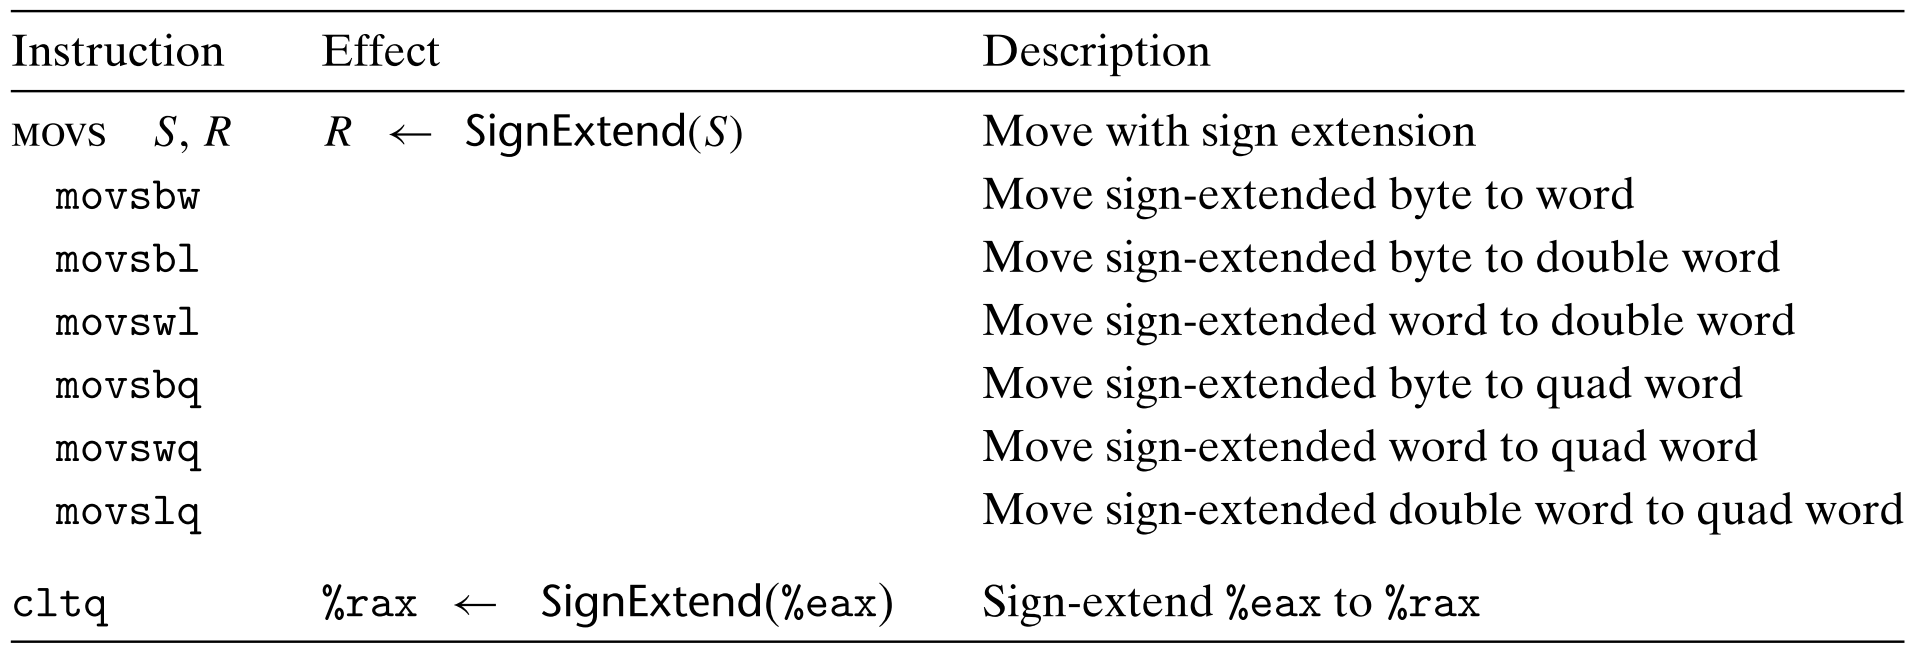 Instruction Effect Description
MOVS S, R R ← SignExtend(S) Move with sign extension
movsbw Move sign-extended byte to word
movsbl Move sign-extended byte to double word
movswl Move sign-extended word to double word
movsbq Move sign-extended byte to quad word
movswq Move sign-extended word to quad word
movslq Move sign-extended double word to quad word
cltq %rax ← SignExtend(%eax) Sign-extend %eax to %rax